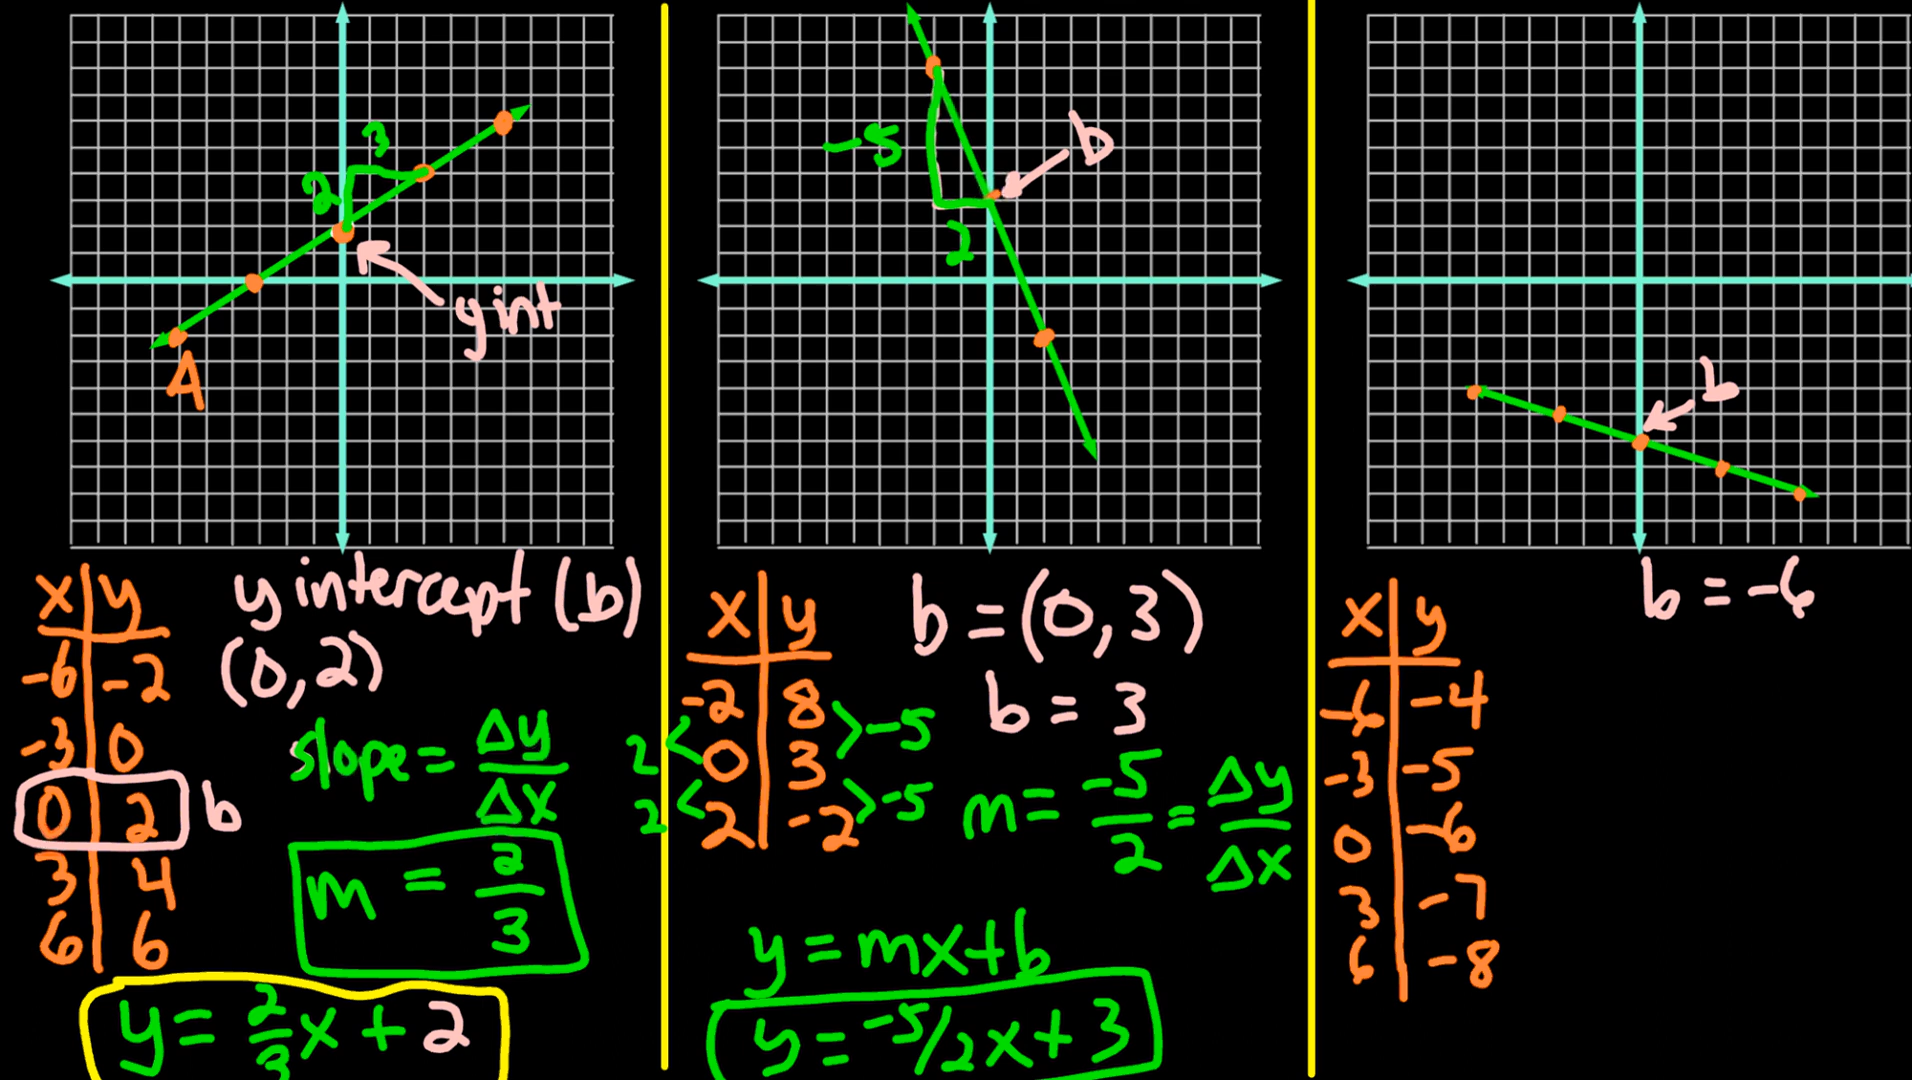 3
2
y int
A
x y
-6 -2
-3 0
0 2 b
3 4
6 6
y intercept (b)
(0,2)
slope = Δy/Δx
m = 2/3
y = 2/3 x + 2
-5
2
b
x y
-2 8
0 3
2 -2
2 -5
2 -5
b = (0,3)
b = 3
m = -5/2 = Δy/Δx
y = mx+b
y = -5/2x + 3
b
b = -6
x y
-6 -4
-3 -5
0 -6
3 -7
6 -8